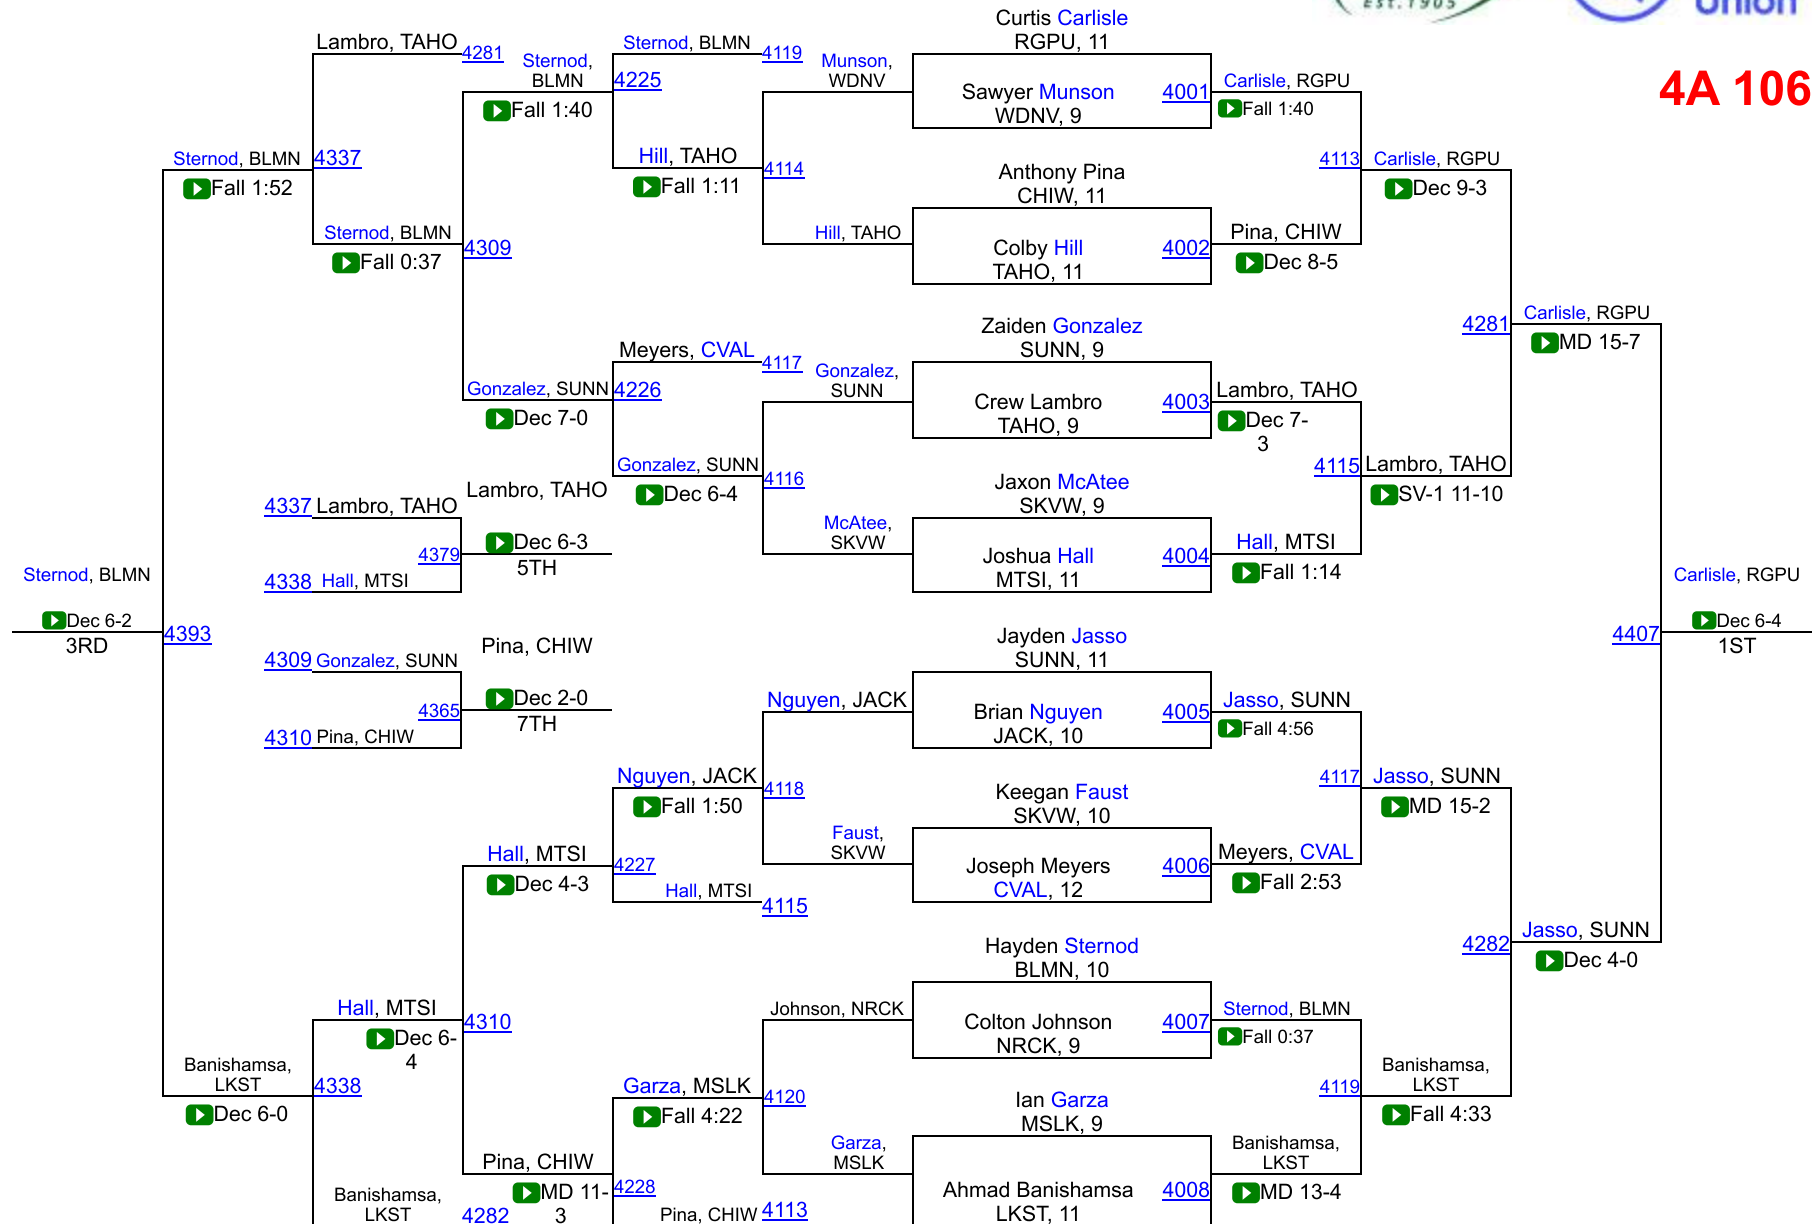 EST. 1905
Union
4A 106
Lambro, TAHO
4281
Sternod,
BLMN
Fall 1:40
Sternod, BLMN
4119
4225
Munson,
WDNV
Curtis Carlisle
RGPU, 11
Sawyer Munson
WDNV, 9
4001
Carlisle, RGPU
Fall 1:40
Sternod, BLMN
Fall 1:52
4337
Hill, TAHO
Fall 1:11
4114
Anthony Pina
CHIW, 11
4113
Carlisle, RGPU
Dec 9-3
Sternod, BLMN
Fall 0:37
4309
Hill, TAHO
Colby Hill
TAHO, 11
4002
Pina, CHIW
Dec 8-5
Zaiden Gonzalez
SUNN, 9
4281
Carlisle, RGPU
MD 15-7
Meyers, CVAL
4117
Gonzalez, SUNN
Dec 7-0
4226
Gonzalez,
SUNN
Crew Lambro
TAHO, 9
4003
Lambro, TAHO
Dec 7-
3
Gonzalez, SUNN
Dec 6-4
4116
Jaxon McAtee
SKVW, 9
4115
Lambro, TAHO
SV-1 11-10
4337
Lambro, TAHO
Lambro, TAHO
4379
Dec 6-3
5TH
4338
Hall, MTSI
McAtee,
SKVW
Joshua Hall
MTSI, 11
4004
Hall, MTSI
Fall 1:14
Sternod, BLMN
Dec 6-2
3RD
4393
Carlisle, RGPU
4407
Dec 6-4
1ST
4309
Gonzalez, SUNN
Pina, CHIW
4365
Dec 2-0
7TH
4310
Pina, CHIW
Jayden Jasso
SUNN, 11
Nguyen, JACK
Brian Nguyen
JACK, 10
4005
Jasso, SUNN
Fall 4:56
Nguyen, JACK
Fall 1:50
4118
Keegan Faust
SKVW, 10
4117
Jasso, SUNN
MD 15-2
Hall, MTSI
Dec 4-3
4227
Hall, MTSI
4115
Faust,
SKVW
Joseph Meyers
CVAL, 12
4006
Meyers, CVAL
Fall 2:53
Hayden Sternod
BLMN, 10
4282
Jasso, SUNN
Dec 4-0
Hall, MTSI
Dec 6-
4
4310
Johnson, NRCK
Colton Johnson
NRCK, 9
4007
Sternod, BLMN
Fall 0:37
Banishamsa,
LKST
Dec 6-0
4338
Garza, MSLK
Fall 4:22
4120
Ian Garza
MSLK, 9
4119
Banishamsa,
LKST
Fall 4:33
Banishamsa,
LKST
4282
Pina, CHIW
MD 11-
3
4228
Pina, CHIW
4113
Garza,
MSLK
Ahmad Banishamsa
LKST, 11
4008
Banishamsa,
LKST
MD 13-4